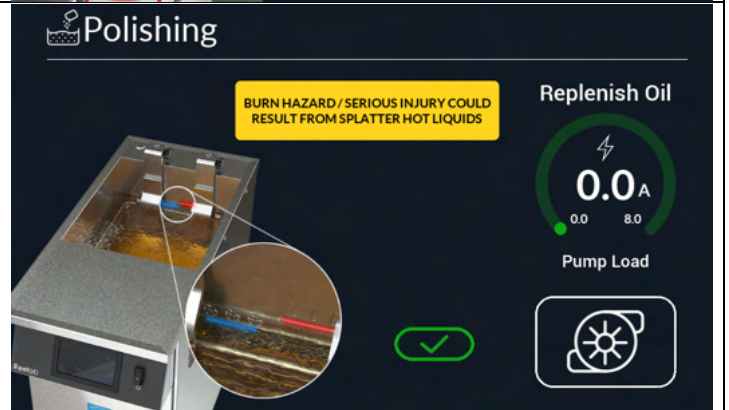 Polishing
BURN HAZARD / SERIOUS INJURY COULD
RESULT FROM SPLATTER HOT LIQUIDS
Replenish Oil
0.0 A
0.0 8.0
Pump Load